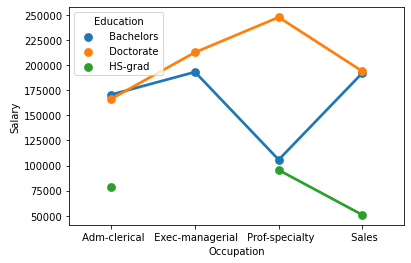 250000
225000
200000
175000
150000
125000
100000
75000
50000
Salary
Education
Bachelors
Doctorate
HS-grad
Adm-clerical Exec-managerial Prof-specialty Sales
Occupation